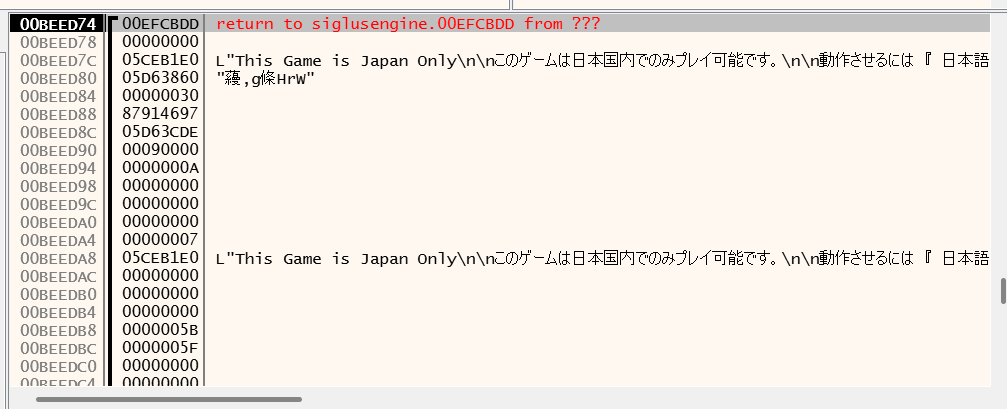 00BEED74 00EFCBDD return to siglusengine.00EFCBDD from ???
00BEED78 00000000
00BEED7C 05CEB1E0 L"This Game is Japan Only\n\nこのゲームは日本国内でのみプレイ可能です。\n\n動作させるには『 日本語
00BEED80 05D63860 "薐,g條HrW"
00BEED84 00000030
00BEED88 87914697
00BEED8C 05D63CDE
00BEED90 00090000
00BEED94 0000000A
00BEED98 00000000
00BEED9C 00000000
00BEEDA0 00000000
00BEEDA4 00000007
00BEEDA8 05CEB1E0 L"This Game is Japan Only\n\nこのゲームは日本国内でのみプレイ可能です。\n\n動作させるには『 日本語
00BEEDAC 00000000
00BEEDB0 00000000
00BEEDB4 00000000
00BEEDB8 0000005B
00BEEDBC 0000005F
00BEEDC0 00000000
00BEEDC4 00000000